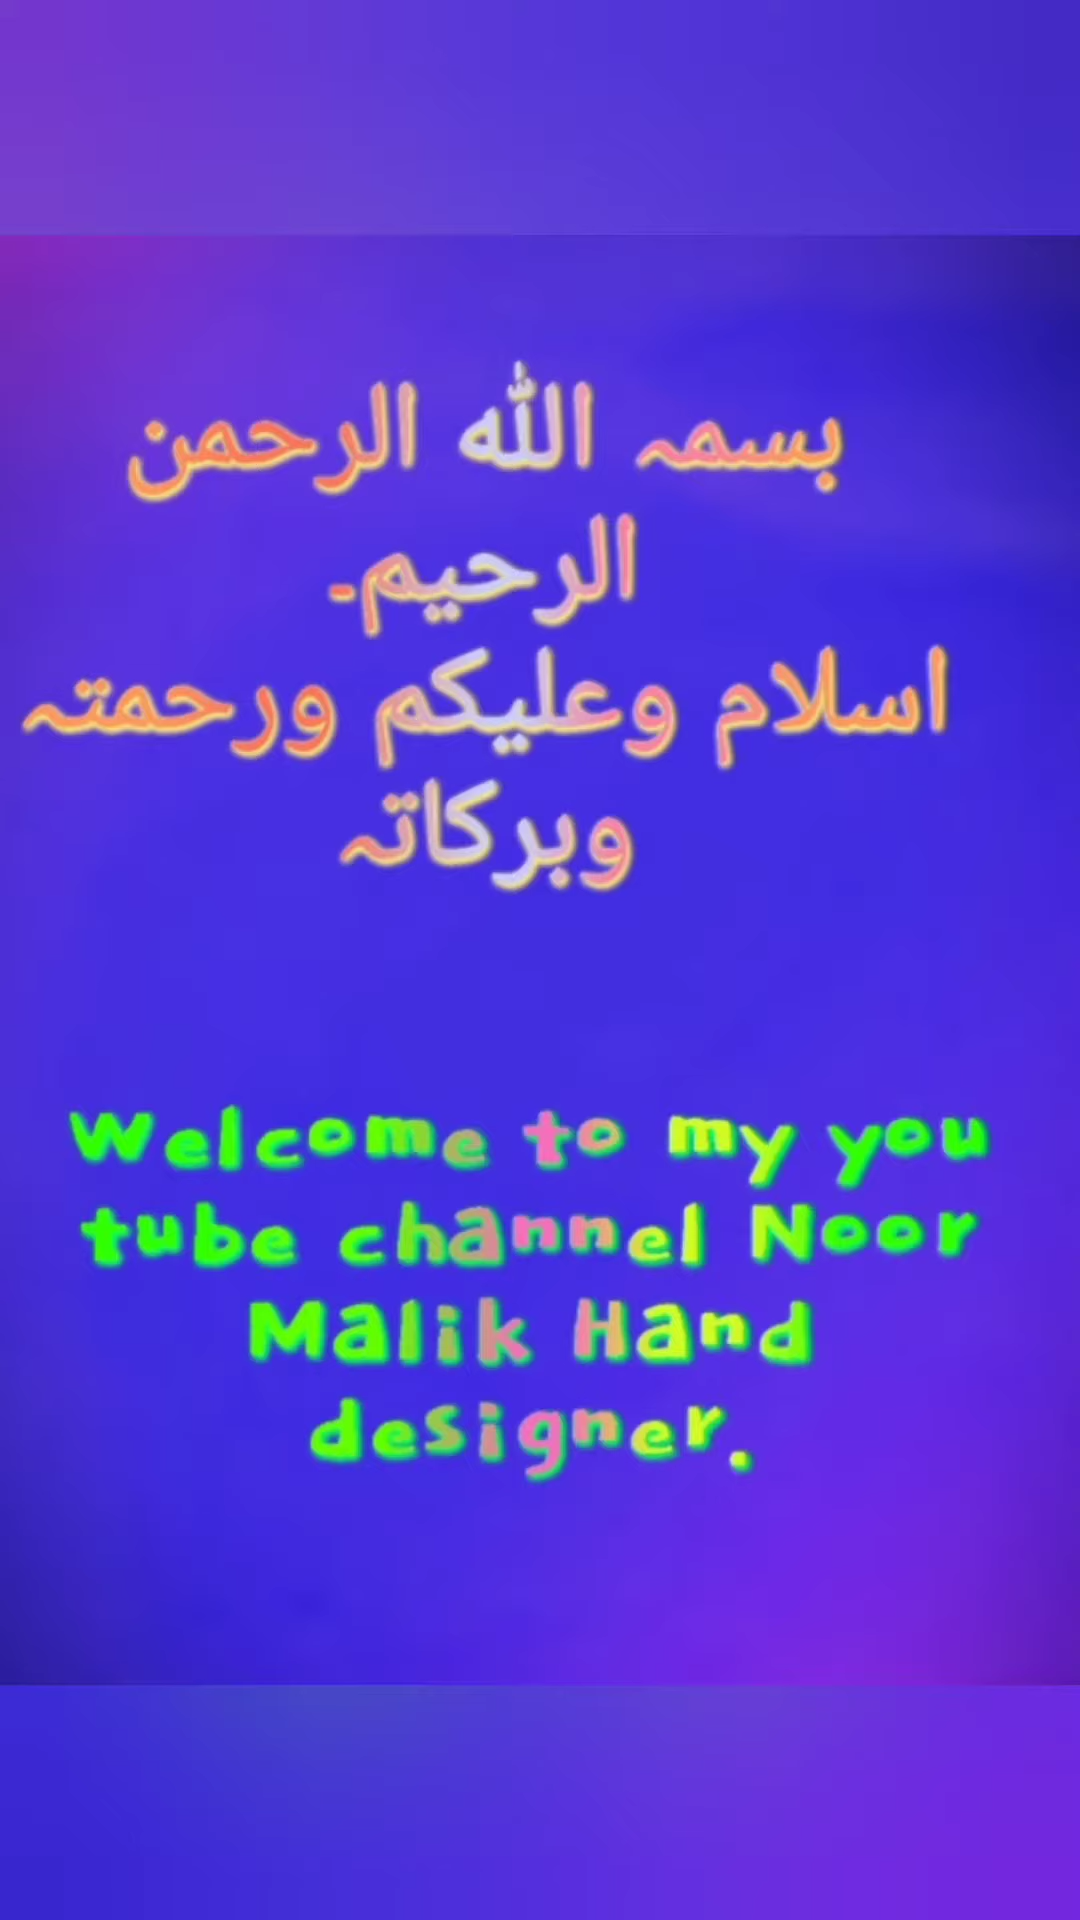 بسمہ اللہ الرحمن
الرحیم۔
اسلام وعلیکم ورحمتہ
وبرکاتہ
Welcome to my you
tube channel Noor
Malik Hand
designer.